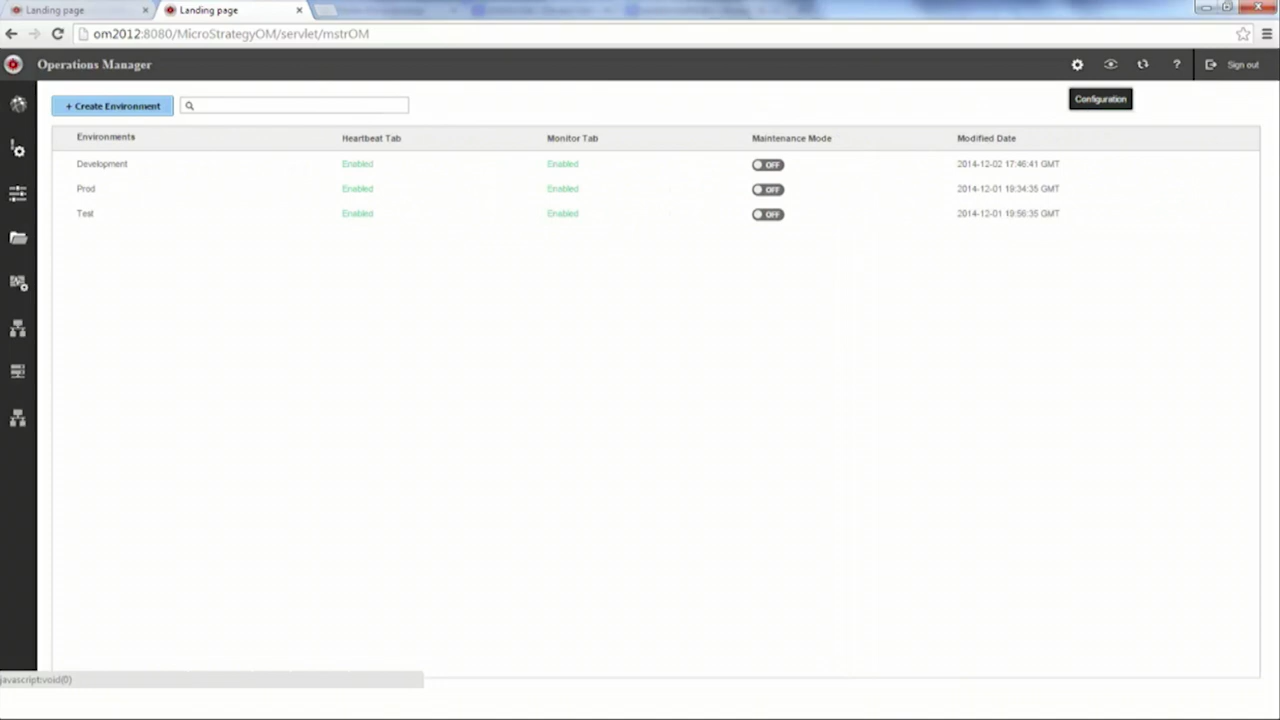 Landing page
Landing page
om2012:8080/MicroStrategyOM/servlet/mstrOM
Operations Manager
? Sign out
+ Create Environment
Configuration
Environments Heartbeat Tab Monitor Tab Maintenance Mode Modified Date
Development Enabled Enabled OFF 2014-12-02 17:46:41 GMT
Prod Enabled Enabled OFF 2014-12-01 19:34:35 GMT
Test Enabled Enabled OFF 2014-12-01 19:56:35 GMT
javascript:void(0)